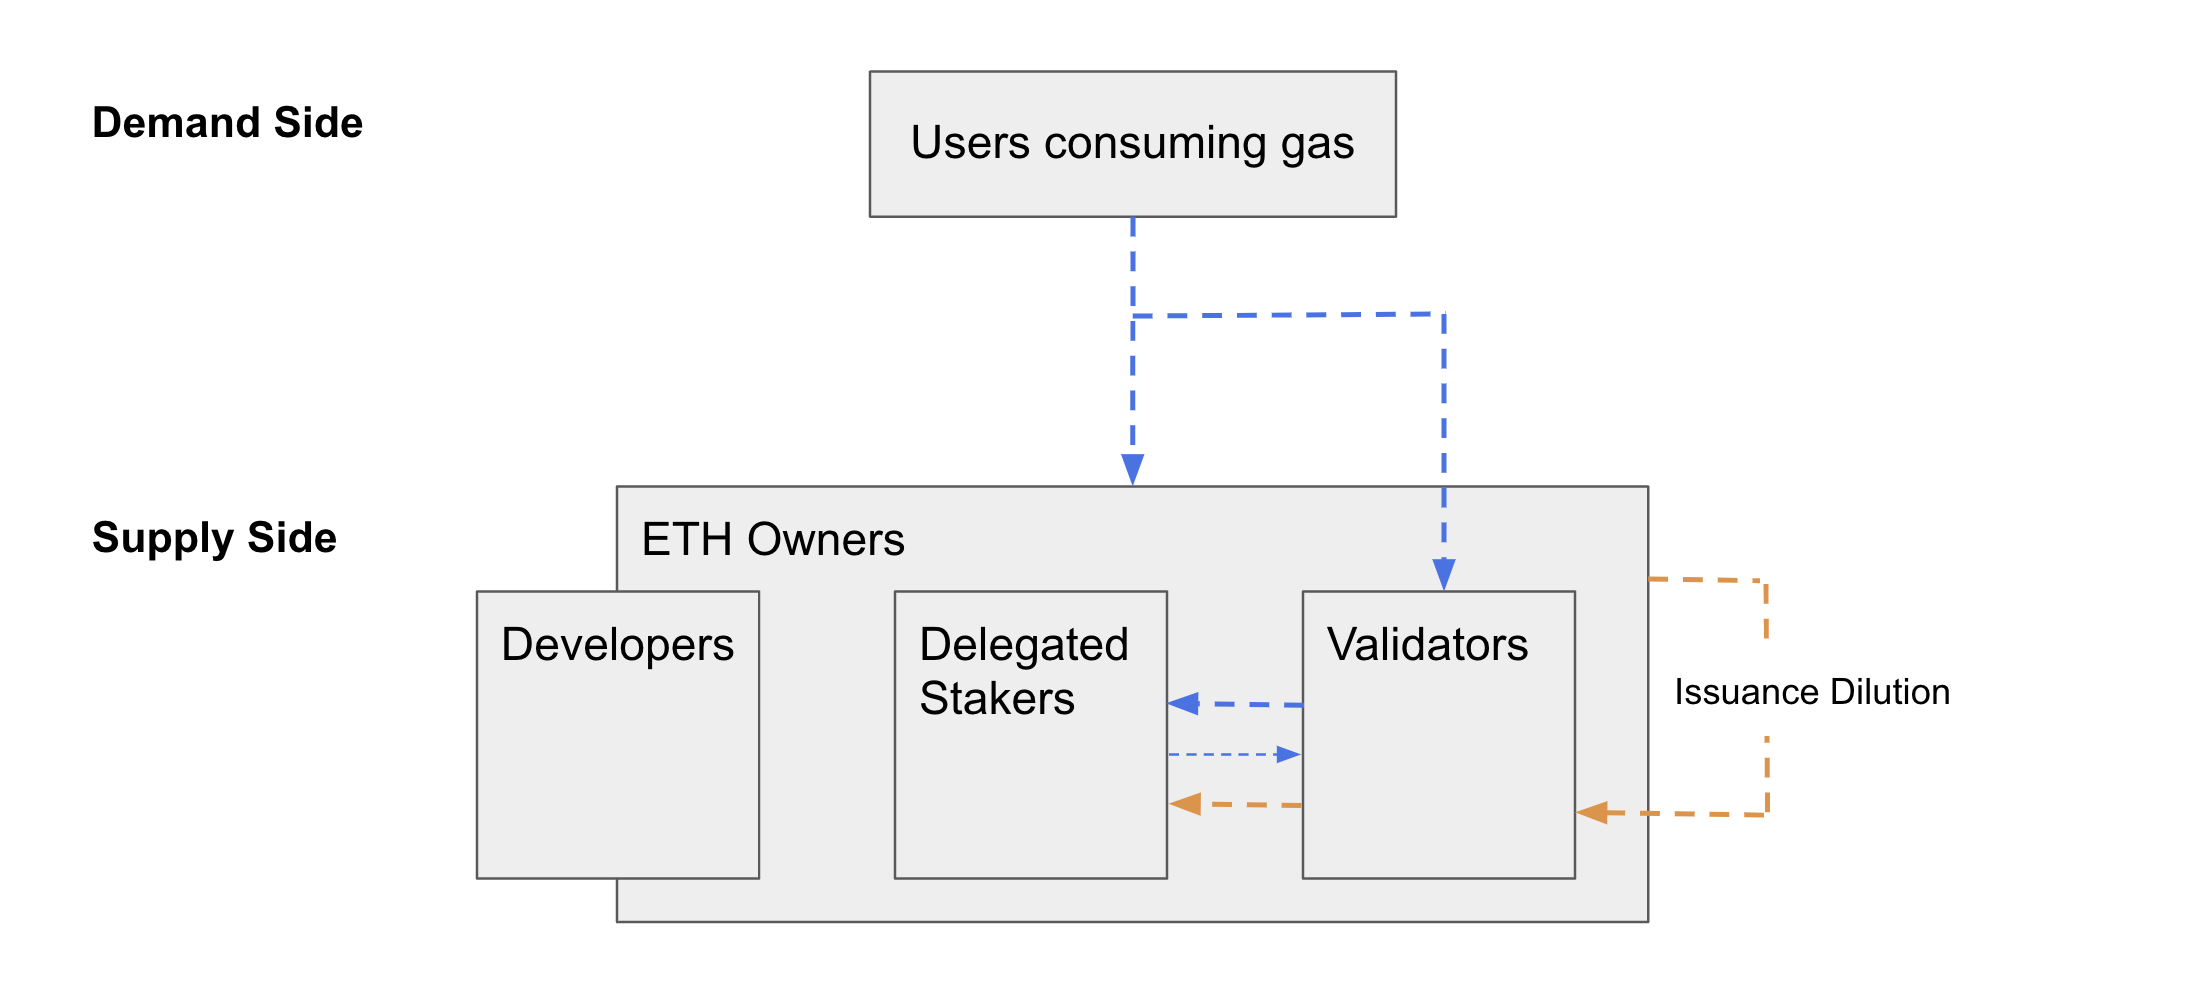 Demand Side
Users consuming gas
Supply Side
ETH Owners
Developers
Delegated
Stakers
Validators
Issuance Dilution